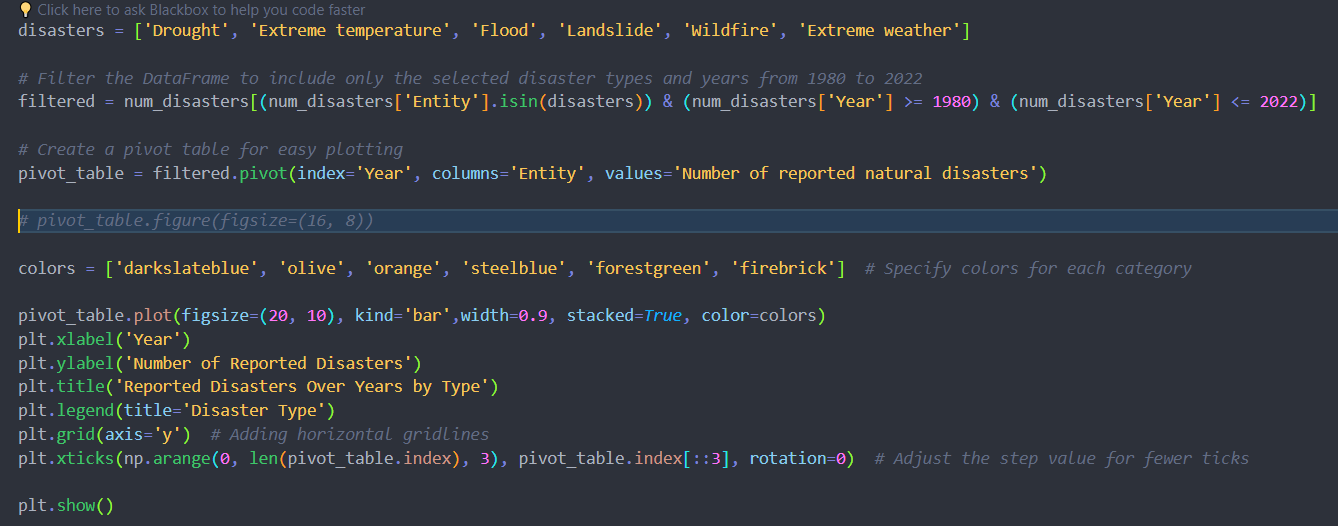 Click here to ask Blackbox to help you code faster
disasters = ['Drought', 'Extreme temperature', 'Flood', 'Landslide', 'Wildfire', 'Extreme weather']
# Filter the DataFrame to include only the selected disaster types and years from 1980 to 2022
filtered = num_disasters[(num_disasters['Entity'].isin(disasters)) & (num_disasters['Year'] >= 1980) & (num_disasters['Year'] <= 2022)]
# Create a pivot table for easy plotting
pivot_table = filtered.pivot(index='Year', columns='Entity', values='Number of reported natural disasters')
# pivot_table.figure(figsize=(16, 8))
colors = ['darkslateblue', 'olive', 'orange', 'steelblue', 'forestgreen', 'firebrick']  # Specify colors for each category
pivot_table.plot(figsize=(20, 10), kind='bar',width=0.9, stacked=True, color=colors)
plt.xlabel('Year')
plt.ylabel('Number of Reported Disasters')
plt.title('Reported Disasters Over Years by Type')
plt.legend(title='Disaster Type')
plt.grid(axis='y')  # Adding horizontal gridlines
plt.xticks(np.arange(0, len(pivot_table.index), 3), pivot_table.index[::3], rotation=0)  # Adjust the step value for fewer ticks
plt.show()